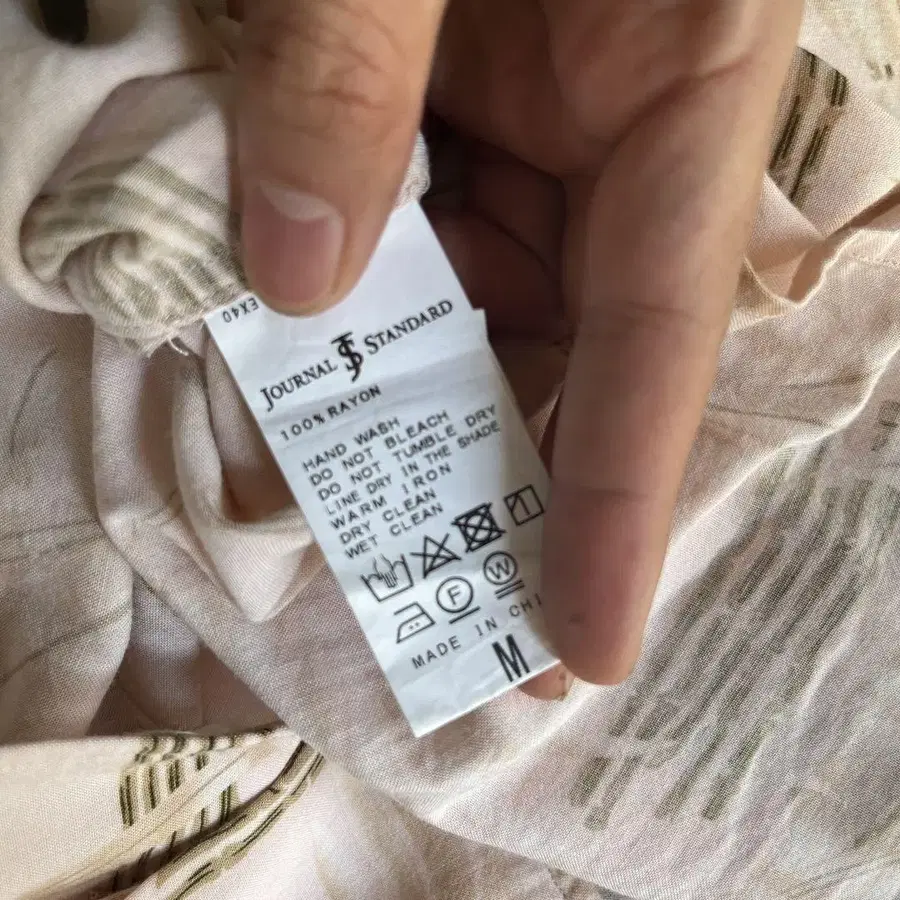 EX40
JOURNAL STANDARD
100% RAYON
HAND WASH
DO NOT BLEACH
DO NOT TUMBLE DRY
LINE DRY IN THE SHADE
WARM IRON
DRY CLEAN
WET CLEAN
F W
MADE IN CHI
M